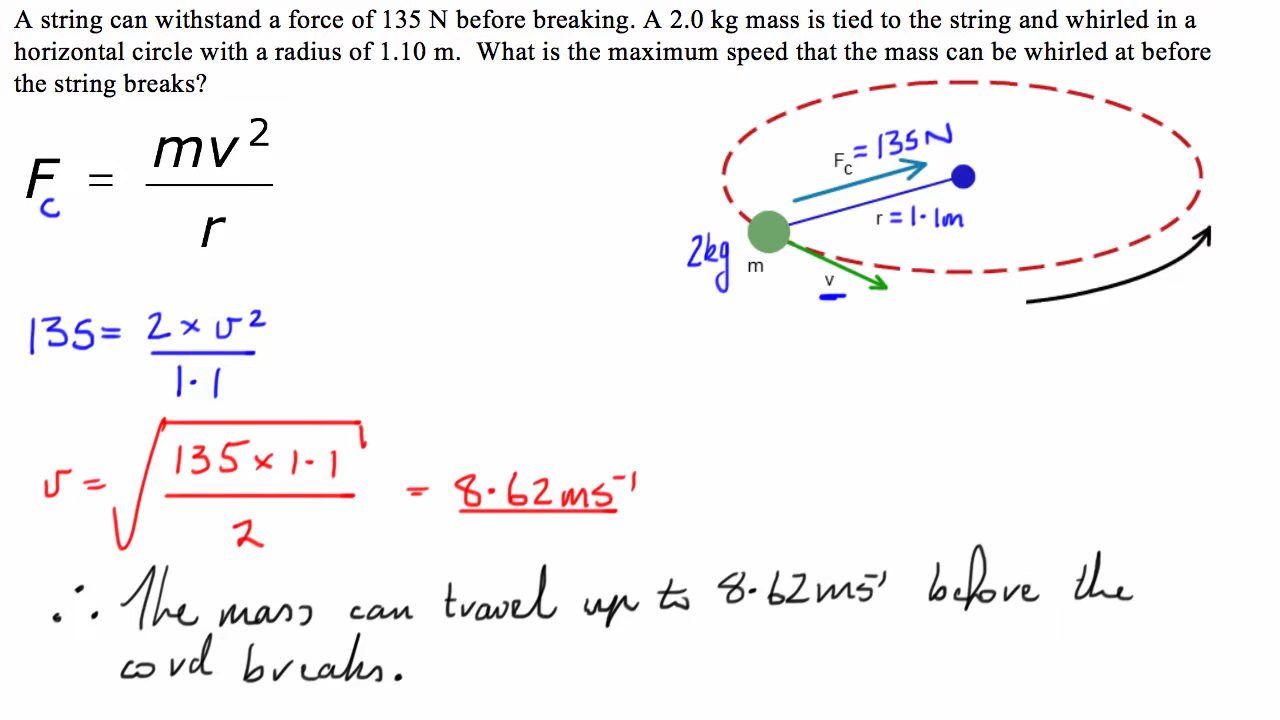 A string can withstand a force of 135 N before breaking. A 2.0 kg mass is tied to the string and whirled in a
horizontal circle with a radius of 1.10 m.  What is the maximum speed that the mass can be whirled at before
the string breaks?
F_c = mv²/r
F_c = 135N
r = 1.1m
2kg
m
v
135 = 2 × v² / 1.1
v = √(135 × 1.1 / 2) = 8.62ms⁻¹
∴ The mass can travel up to 8.62ms⁻¹ before the
cord breaks.